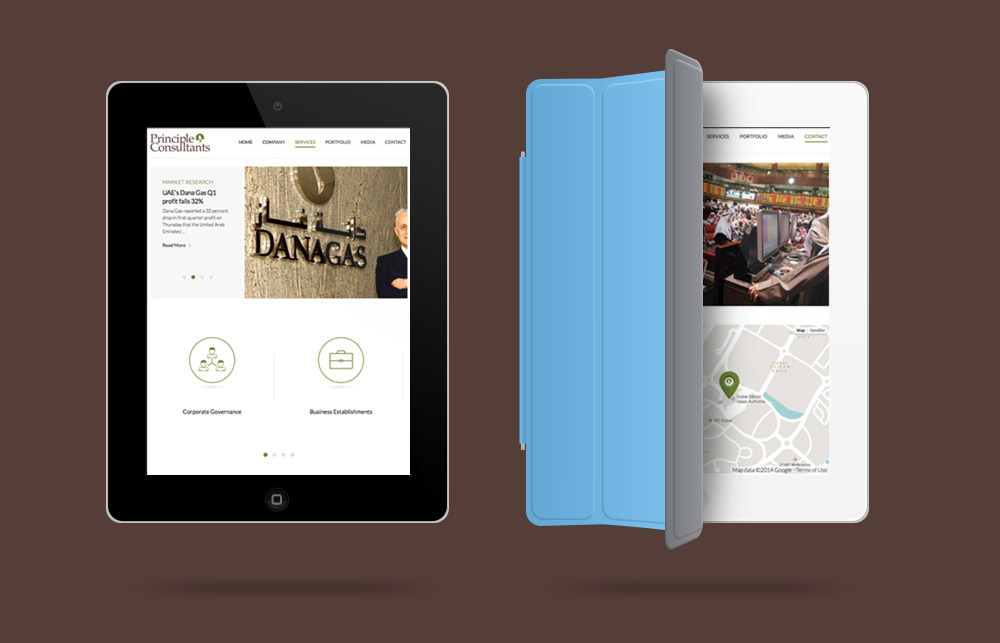 Principle
Consultants
HOME COMPANY SERVICES PORTFOLIO MEDIA CONTACT
MARKET RESEARCH
UAE's Dana Gas Q1
profit falls 32%
Dana Gas reported a 32 percent
drop in first quarter profit on
Thursday that the United Arab
Emirates ...
Read More
دانة غاز
DANAGAS
Corporate Governance
Business Establishments
SERVICES PORTFOLIO MEDIA CONTACT
Map Satellite
Dubai Silicon
Oasis Authority
Map data ©2014 Google - Terms of Use